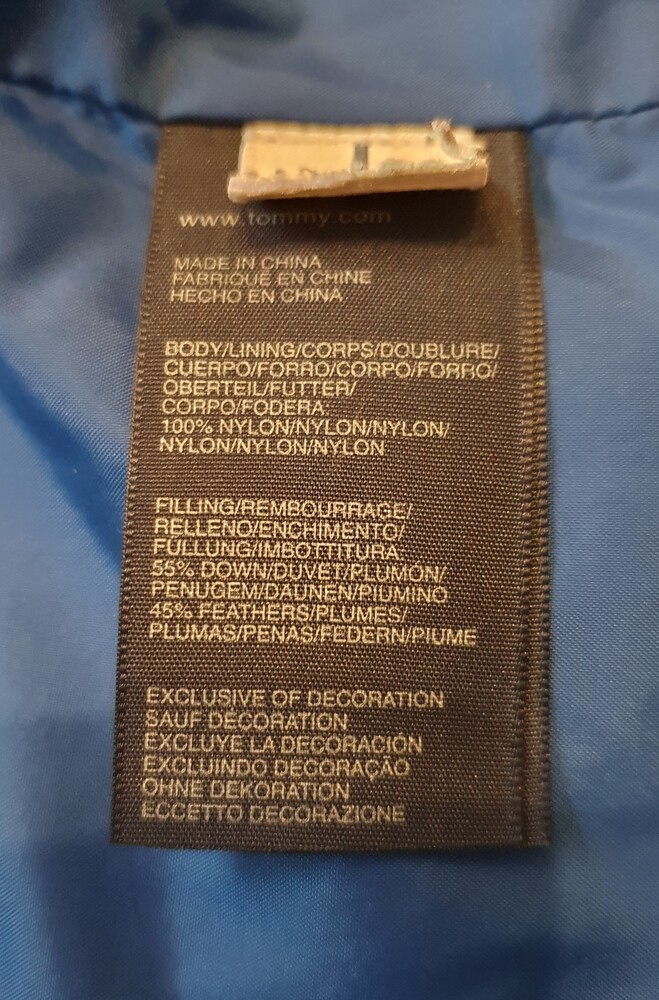 www.tommy.com
MADE IN CHINA
FABRIQUE EN CHINE
HECHO EN CHINA
BODY/LINING/CORPS/DOUBLURE/
CUERPO/FORRO/CORPO/FORRO/
OBERTEIL/FUTTER/
CORPO/FODERA:
100% NYLON/NYLON/NYLON/
NYLON/NYLON/NYLON
FILLING/REMBOURRAGE/
RELLENO/ENCHIMENTO/
FÜLLUNG/IMBOTTITURA:
55% DOWN/DUVET/PLUMÓN/
PENUGEM/DAUNEN/PIUMINO
45% FEATHERS/PLUMES/
PLUMAS/PENAS/FEDERN/PIUME
EXCLUSIVE OF DECORATION
SAUF DÉCORATION
EXCLUYE LA DECORACIÓN
EXCLUINDO DECORAÇÃO
OHNE DEKORATION
ECCETTO DECORAZIONE